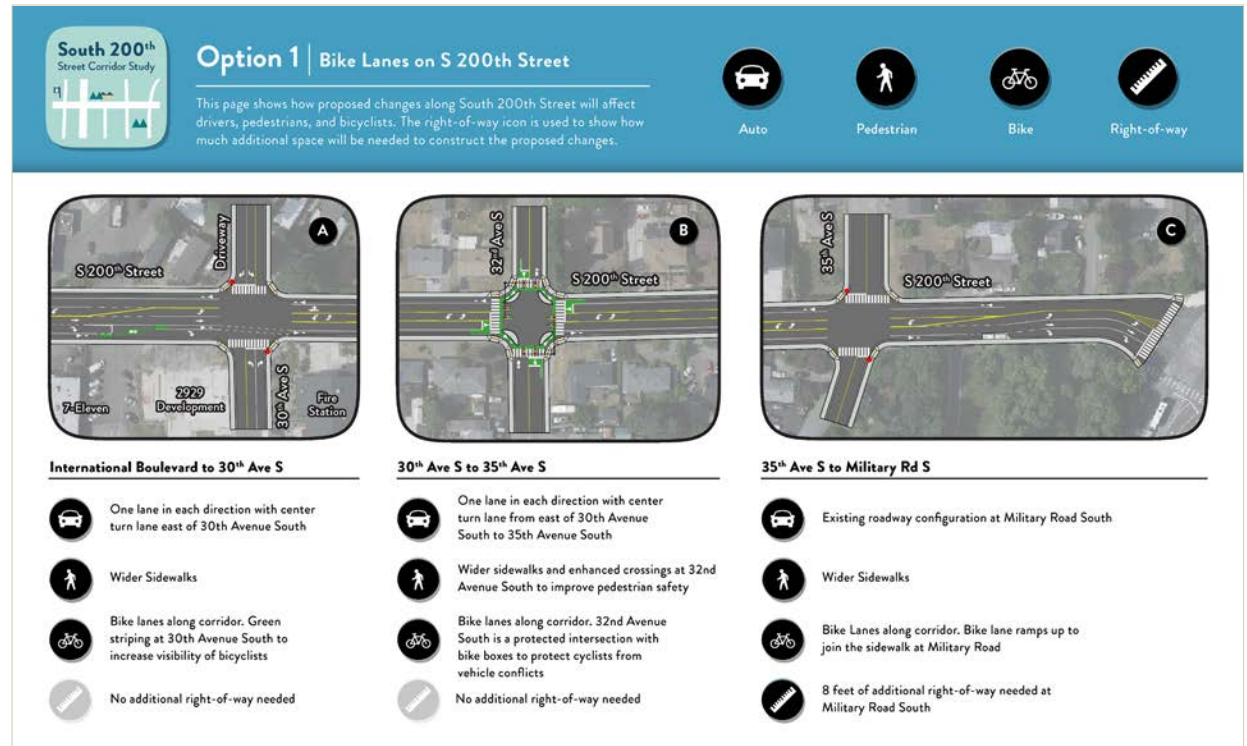 South 200th
Street Corridor Study
Option 1 | Bike Lanes on S 200th Street
This page shows how proposed changes along South 200th Street will affect
drivers, pedestrians, and bicyclists. The right-of-way icon is used to show how
much additional space will be needed to construct the proposed changes.
Auto
Pedestrian
Bike
Right-of-way
A
Driveway
S 200th Street
7-Eleven
2929
Development
30th Ave S
Fire
Station
B
32nd Ave S
S 200th Street
C
35th Ave S
S 200th Street
International Boulevard to 30th Ave S
One lane in each direction with center
turn lane east of 30th Avenue South
Wider Sidewalks
Bike lanes along corridor. Green
striping at 30th Avenue South to
increase visibility of bicyclists
No additional right-of-way needed
30th Ave S to 35th Ave S
One lane in each direction with center
turn lane from east of 30th Avenue
South to 35th Avenue South
Wider sidewalks and enhanced crossings at 32nd
Avenue South to improve pedestrian safety
Bike lanes along corridor. 32nd Avenue
South is a protected intersection with
bike boxes to protect cyclists from
vehicle conflicts
No additional right-of-way needed
35th Ave S to Military Rd S
Existing roadway configuration at Military Road South
Wider Sidewalks
Bike Lanes along corridor. Bike lane ramps up to
join the sidewalk at Military Road
8 feet of additional right-of-way needed at
Military Road South